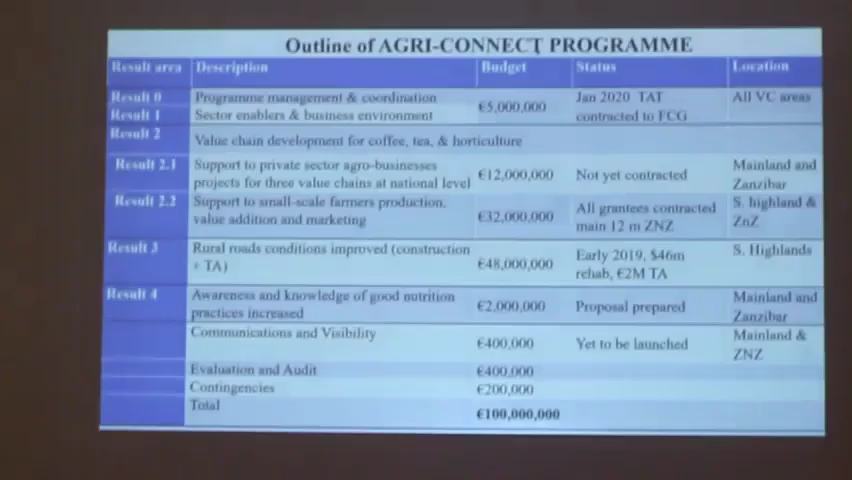 Outline of AGRI-CONNECT PROGRAMME
Result area Description Budget Status Location
Result 0 Programme management & coordination
Result 1 Sector enablers & business environment
€5,000,000
Jan 2020 TAT
contracted to FCG
All VC areas
Result 2
Value chain development for coffee, tea, & horticulture
Result 2.1
Support to private sector agro-businesses
projects for three value chains at national level
€12,000,000
Not yet contracted
Mainland and
Zanzibar
Result 2.2
Support to small-scale farmers production,
value addition and marketing
€32,000,000
All grantees contracted
main 12 m ZNZ
S. highland &
ZnZ
Result 3
Rural roads conditions improved (construction
+ TA)
€48,000,000
Early 2019, $46m
rehab, €2M TA
S. Highlands
Result 4
Awareness and knowledge of good nutrition
practices increased
€2,000,000
Proposal prepared
Mainland and
Zanzibar
Communications and Visibility
€400,000
Yet to be launched
Mainland &
ZNZ
Evaluation and Audit €400,000
Contingencies €200,000
Total €100,000,000